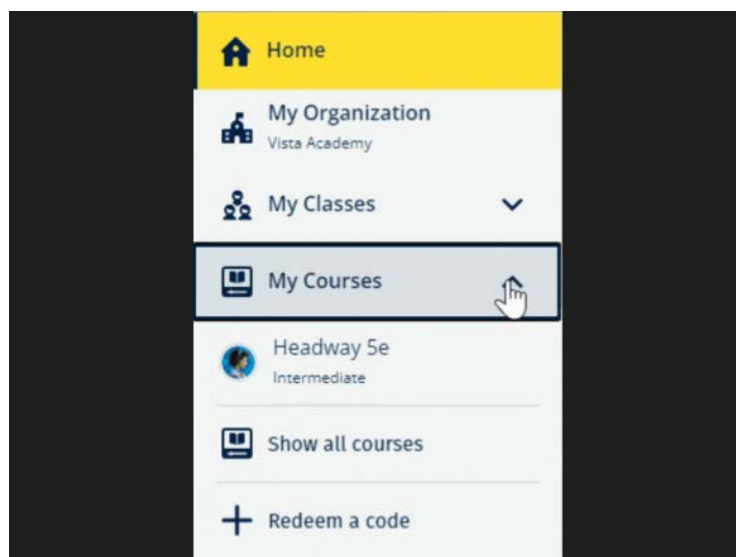 Home
My Organization
Vista Academy
My Classes
My Courses
Headway 5e
Intermediate
Show all courses
Redeem a code